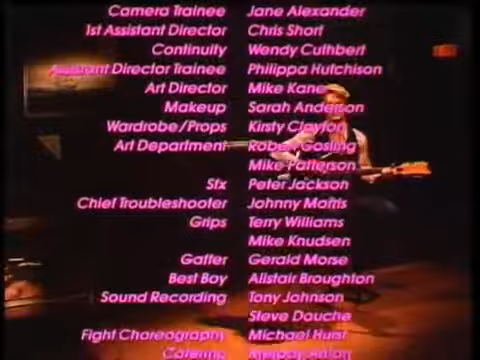 Camera Trainee Jane Alexander
1st Assistant Director Chris Short
Continuity Wendy Cuthbert
Assistant Director Trainee Philippa Hutchison
Art Director Mike Kane
Makeup Sarah Anderson
Wardrobe/Props Kirsty Clayton
Art Department Robert Gosling
Mike Patterson
Sfx Peter Jackson
Chief Troubleshooter Johnny Morris
Grips Terry Williams
Mike Knudsen
Gaffer Gerald Morse
Best Boy Alistair Broughton
Sound Recording Tony Johnson
Steve Dauche
Fight Choreography Michael Hurst
Catering